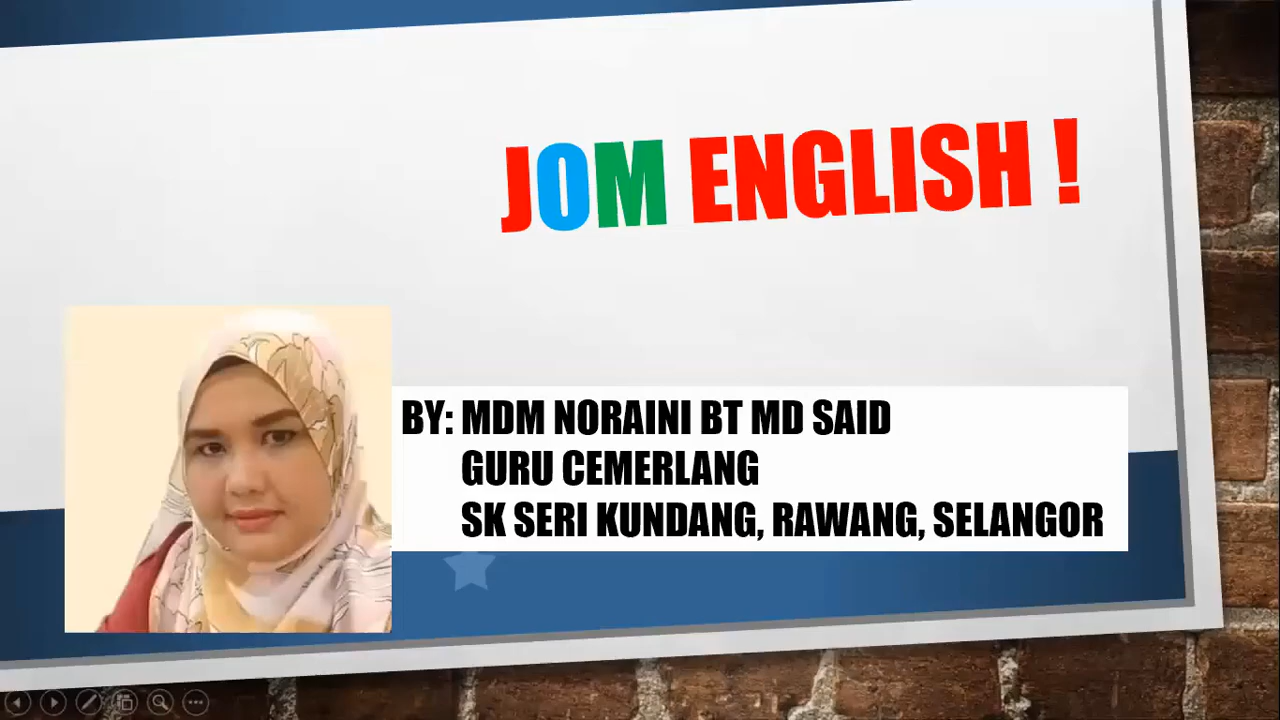 JOM ENGLISH !
BY: MDM NORAINI BT MD SAID
GURU CEMERLANG
SK SERI KUNDANG, RAWANG, SELANGOR